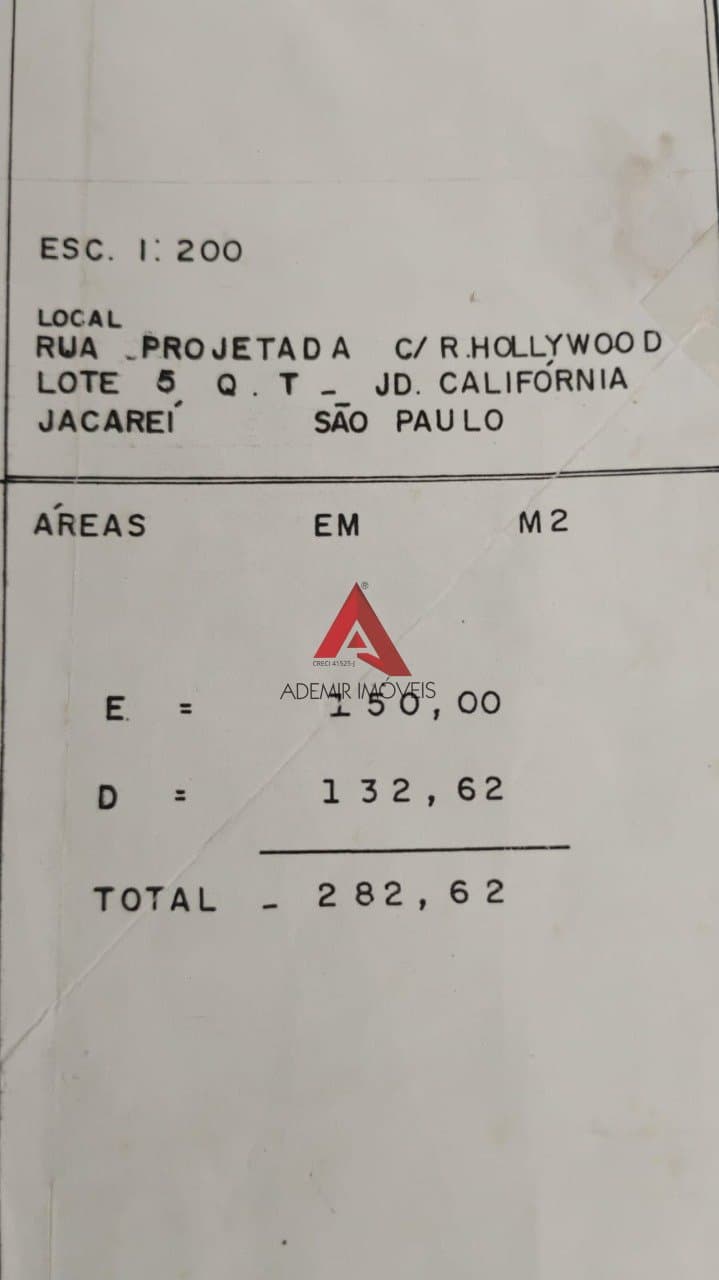 ESC. 1: 200
LOCAL
RUA - PROJETADA C/ R.HOLLYWOOD
LOTE 5 Q. T - JD. CALIFÓRNIA
JACAREÍ SÃO PAULO
ÁREAS EM M2
®
CRECI 41525-J
ADEMIR IMÓVEIS
E. = 150,00
D = 132,62
TOTAL - 282,62